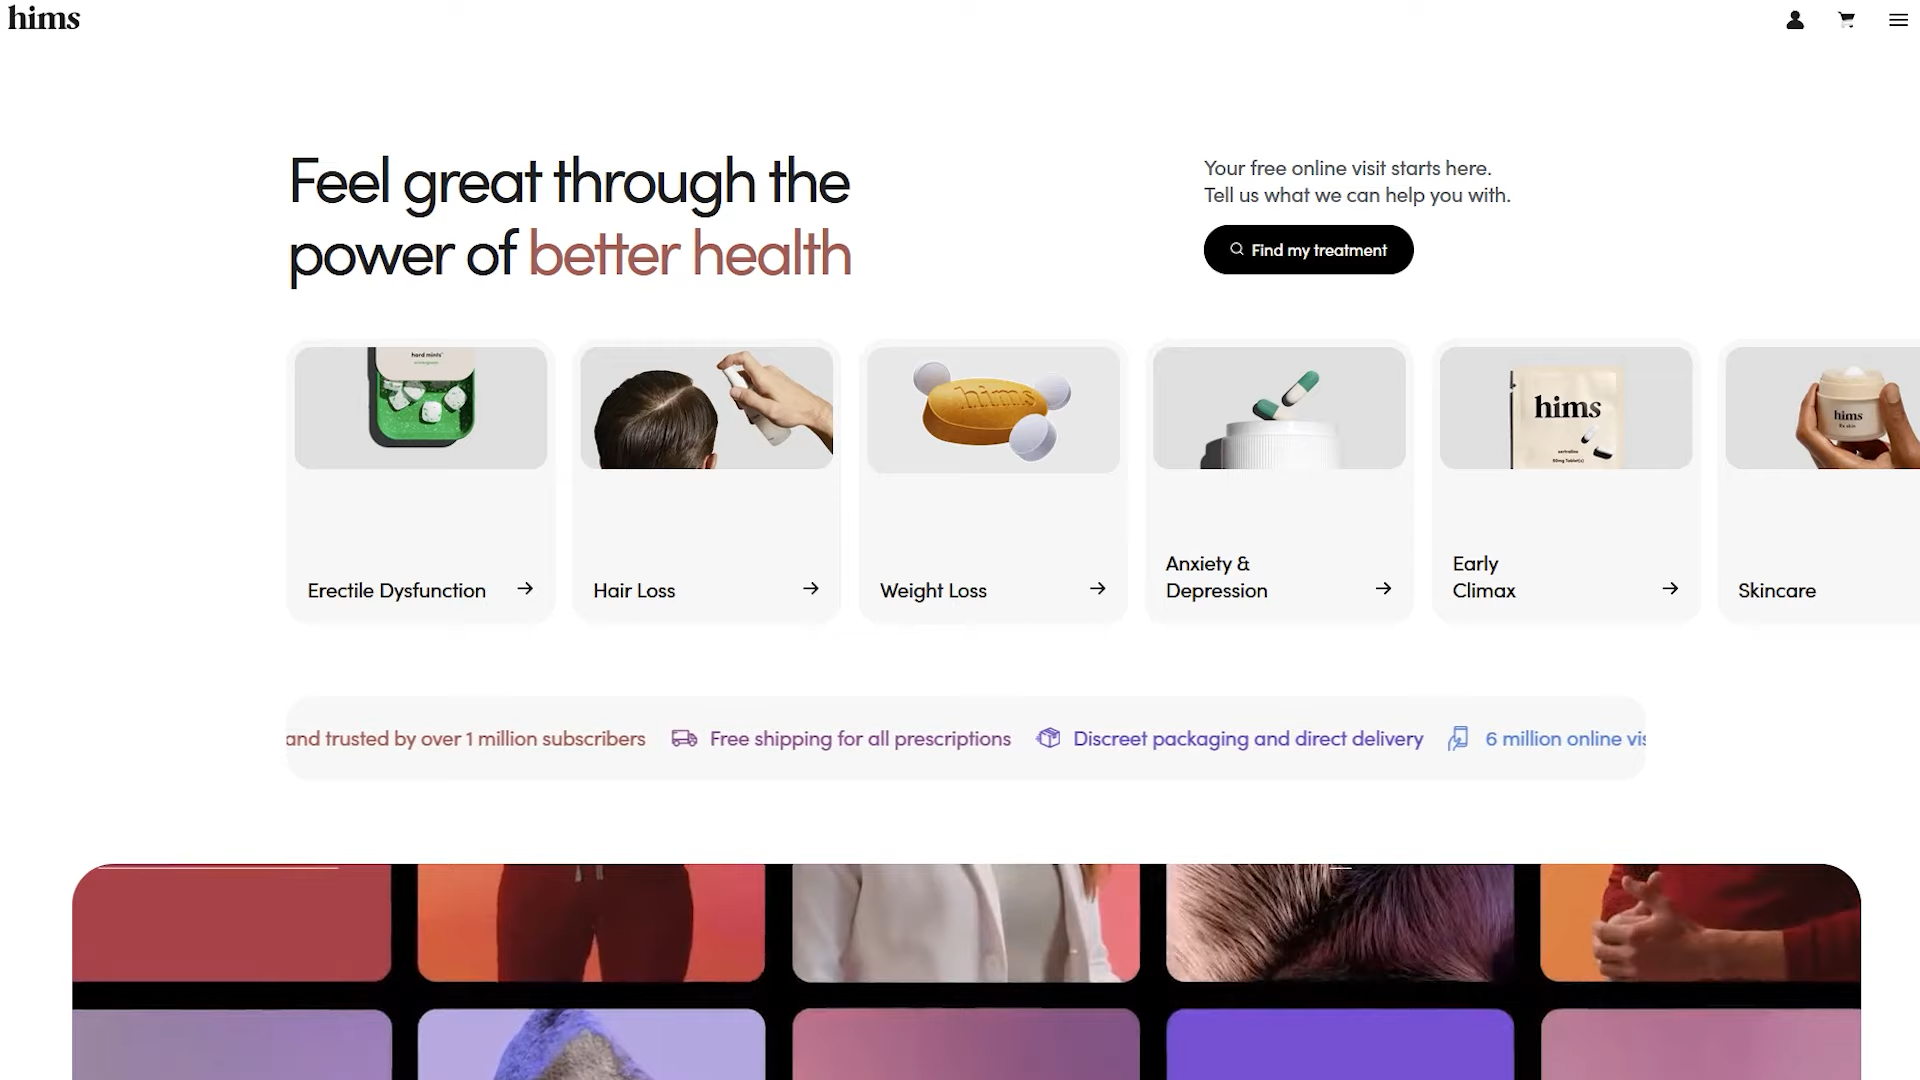 hims
Feel great through the
power of better health
Your free online visit starts here.
Tell us what we can help you with.
Find my treatment
hard mints
hims
hims
sertraline
50mg Tablet(s)
hims
Rx skin
Erectile Dysfunction
Hair Loss
Weight Loss
Anxiety &
Depression
Early
Climax
Skincare
and trusted by over 1 million subscribers
Free shipping for all prescriptions
Discreet packaging and direct delivery
6 million online vis